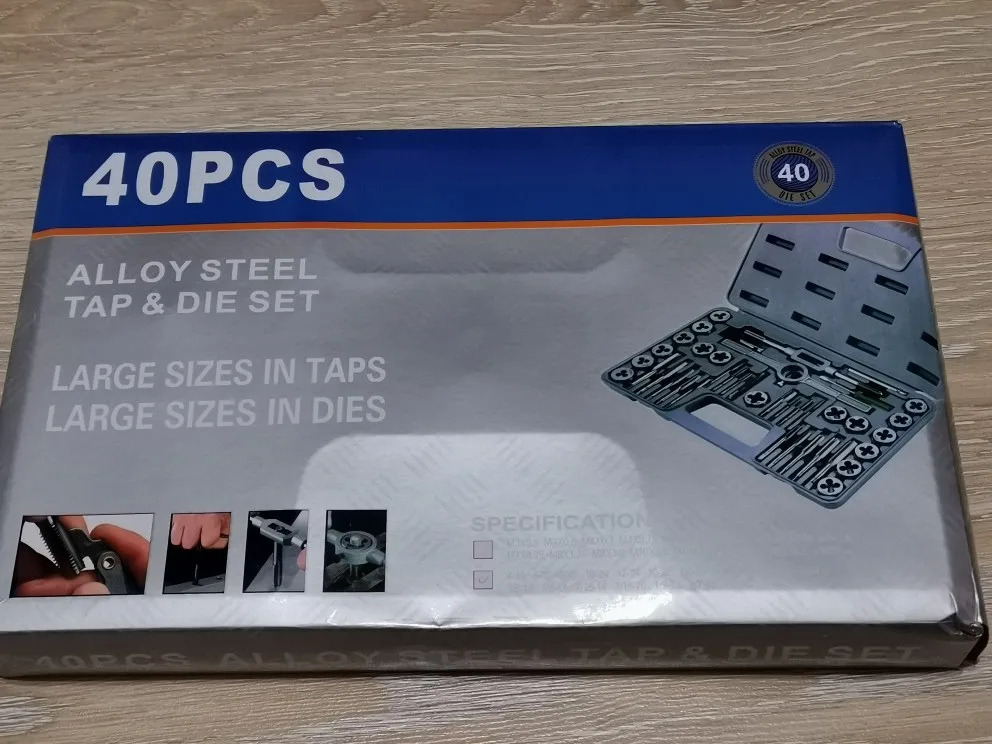 40PCS
ALLOY STEEL TAP
40
DIE SET
ALLOY STEEL
TAP & DIE SET
LARGE SIZES IN TAPS
LARGE SIZES IN DIES
SPECIFICATION
40PCS ALLOY STEEL TAP & DIE SET